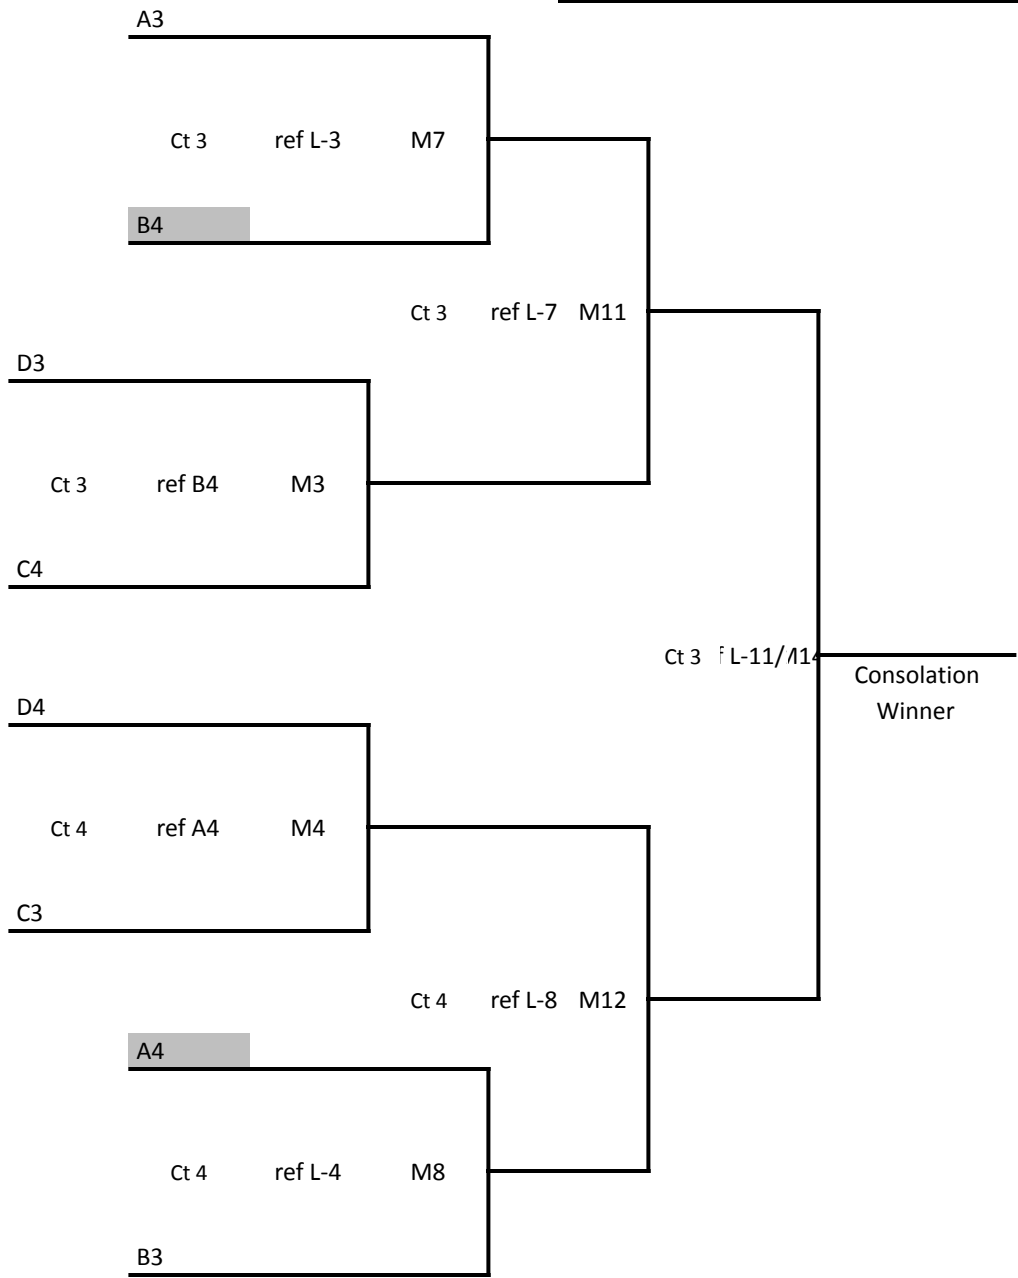 A3
Ct 3 ref L-3 M7
B4
Ct 3 ref L-7 M11
D3
Ct 3 ref B4 M3
C4
Ct 3 L-11/
Consolation
Winner
D4
Ct 4 ref A4 M4
C3
Ct 4 ref L-8 M12
A4
Ct 4 ref L-4 M8
B3